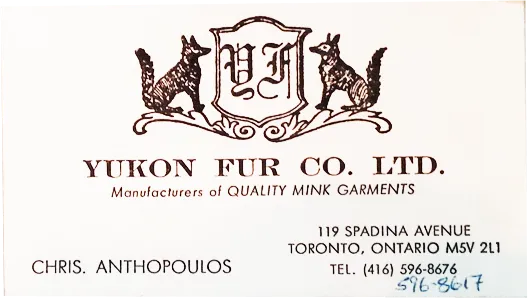 YF
YUKON FUR CO. LTD.
Manufacturers of QUALITY MINK GARMENTS
119 SPADINA AVENUE
TORONTO, ONTARIO M5V 2L1
CHRIS. ANTHOPOULOS
TEL. (416) 596-8676
596-8617